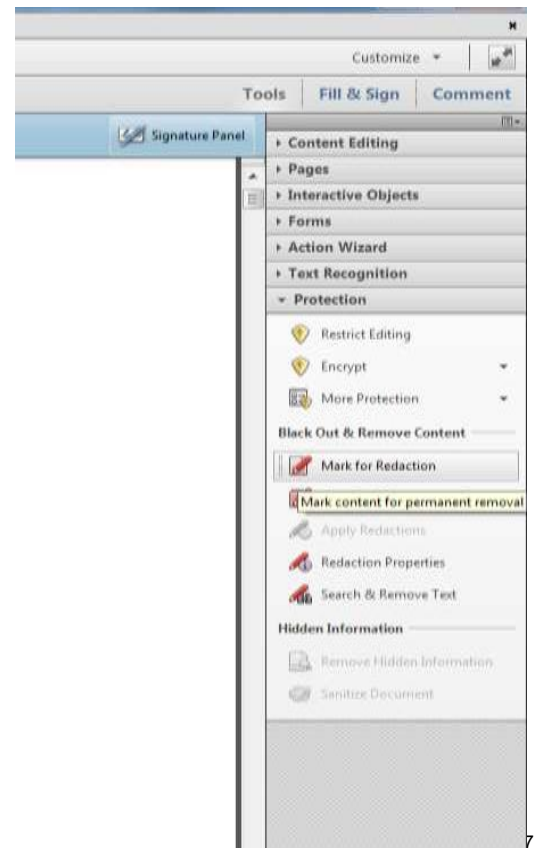 Customize
Tools Fill & Sign Comment
Signature Panel
Content Editing
Pages
Interactive Objects
Forms
Action Wizard
Text Recognition
Protection
Restrict Editing
Encrypt
More Protection
Black Out & Remove Content
Mark for Redaction
Mark content for permanent removal
Apply Redactions
Redaction Properties
Search & Remove Text
Hidden Information
Remove Hidden Information
Sanitize Document
7